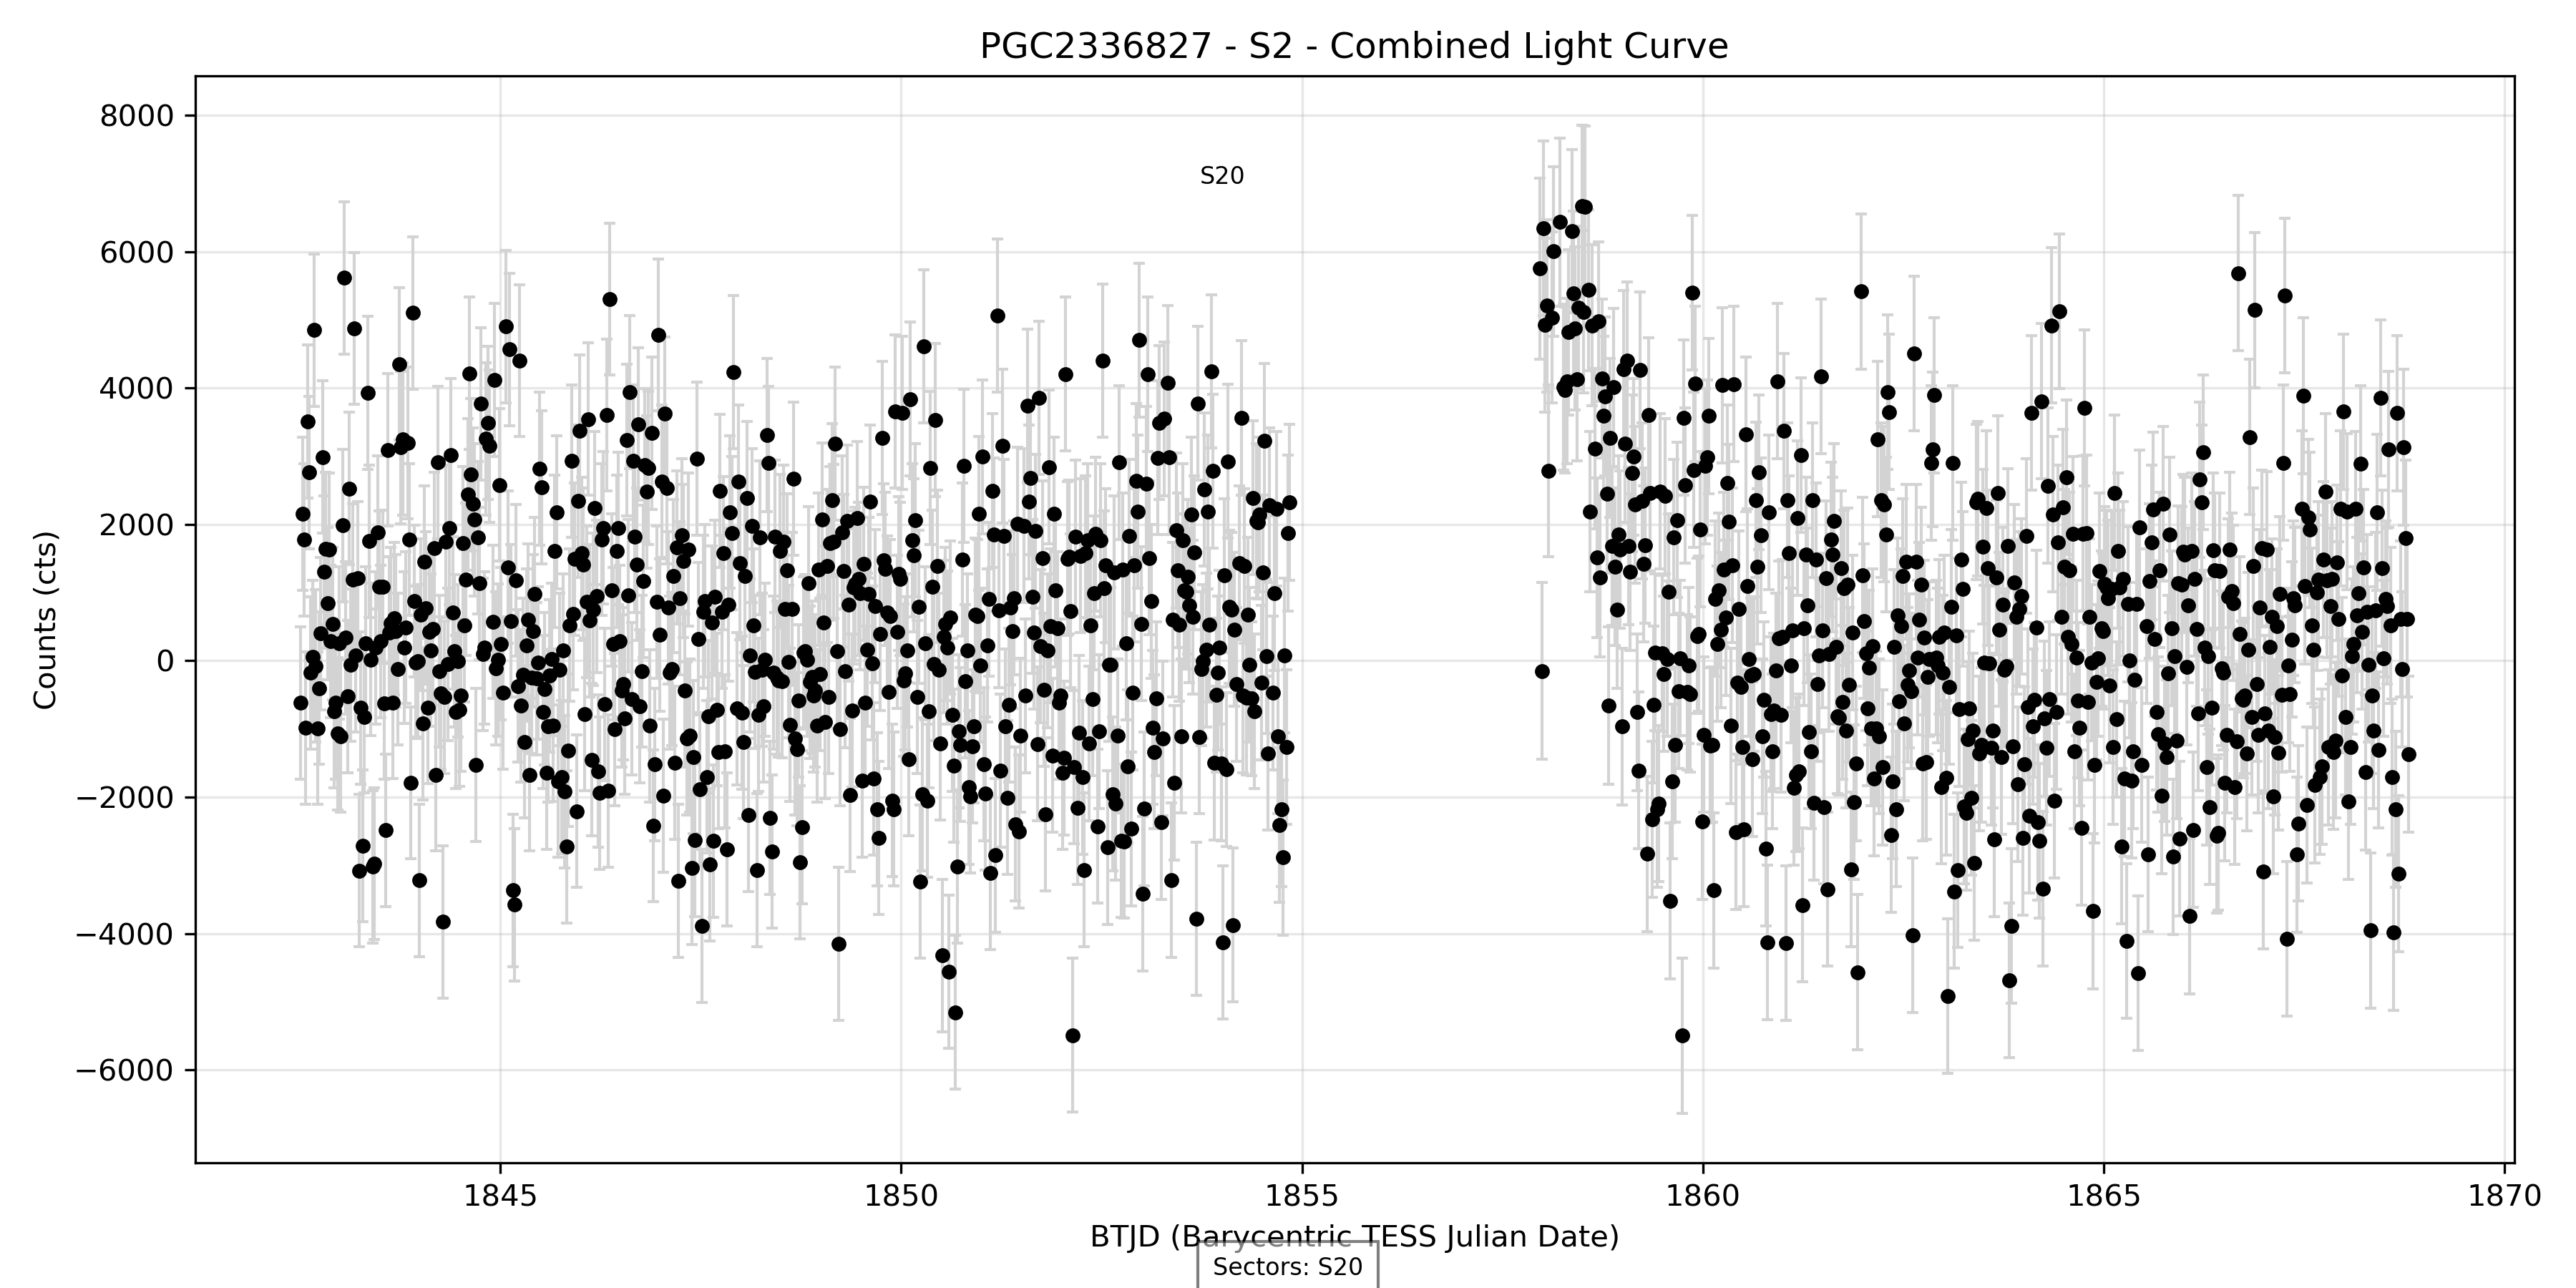 PGC2336827 - S2 - Combined Light Curve
8000
6000
4000
2000
0
−2000
−4000
−6000
Counts (cts)
S20
1845
1850
1855
1860
1865
1870
BTJD (Barycentric TESS Julian Date)
Sectors: S20